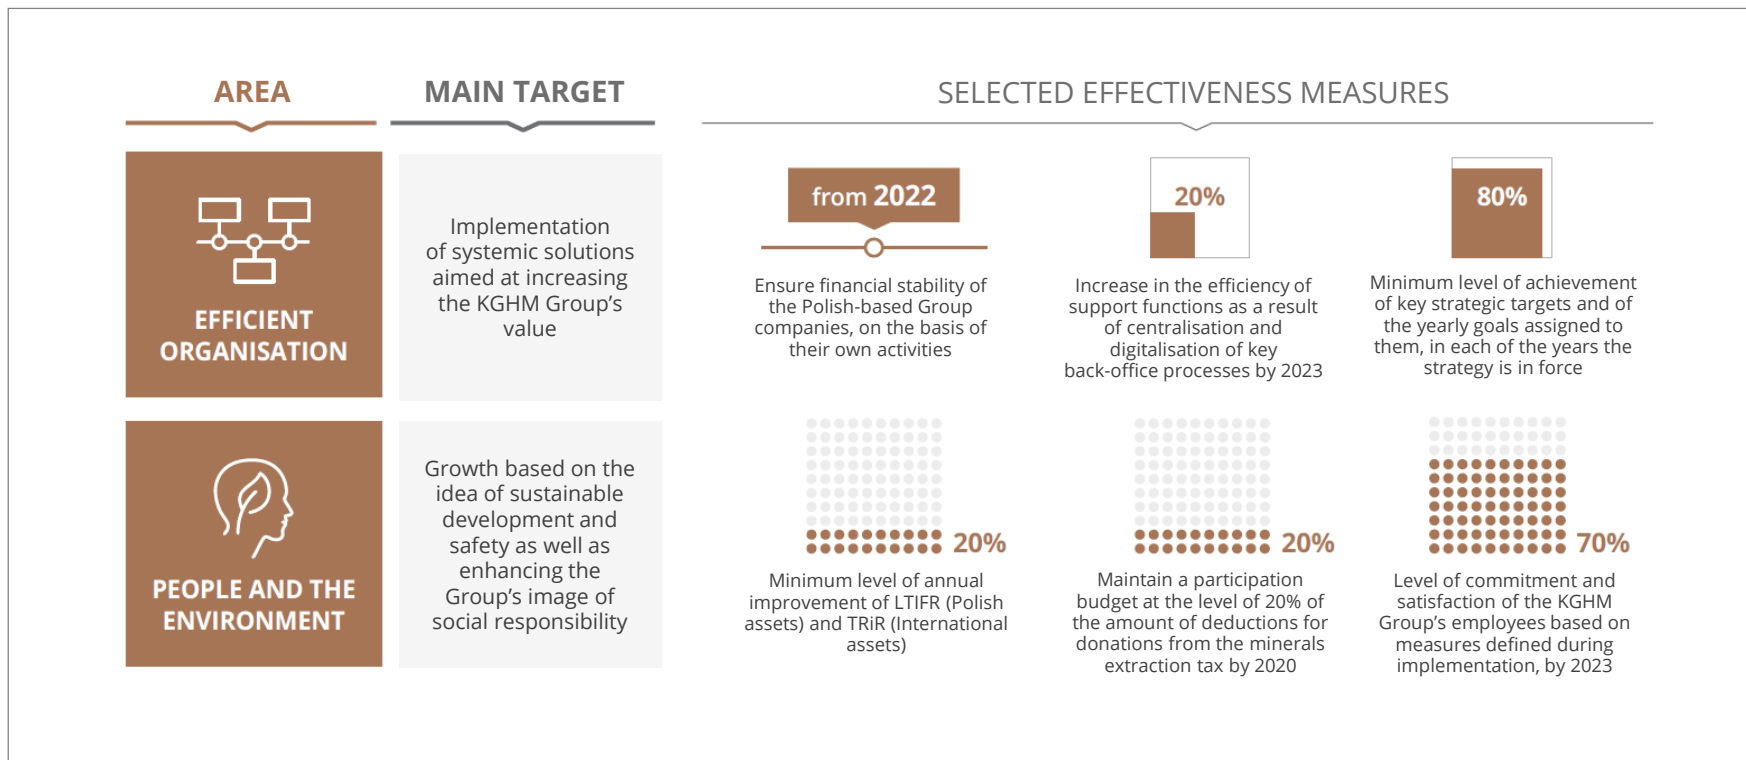 AREA
MAIN TARGET
SELECTED EFFECTIVENESS MEASURES
EFFICIENT
ORGANISATION
Implementation
of systemic solutions
aimed at increasing
the KGHM Group's
value
from 2022
Ensure financial stability of
the Polish-based Group
companies, on the basis of
their own activities
20%
Increase in the efficiency of
support functions as a result
of centralisation and
digitalisation of key
back-office processes by 2023
80%
Minimum level of achievement
of key strategic targets and of
the yearly goals assigned to
them, in each of the years the
strategy is in force
PEOPLE AND THE
ENVIRONMENT
Growth based on the
idea of sustainable
development and
safety as well as
enhancing the
Group's image of
social responsibility
20%
Minimum level of annual
improvement of LTIFR (Polish
assets) and TRiR (International
assets)
20%
Maintain a participation
budget at the level of 20% of
the amount of deductions for
donations from the minerals
extraction tax by 2020
70%
Level of commitment and
satisfaction of the KGHM
Group's employees based on
measures defined during
implementation, by 2023